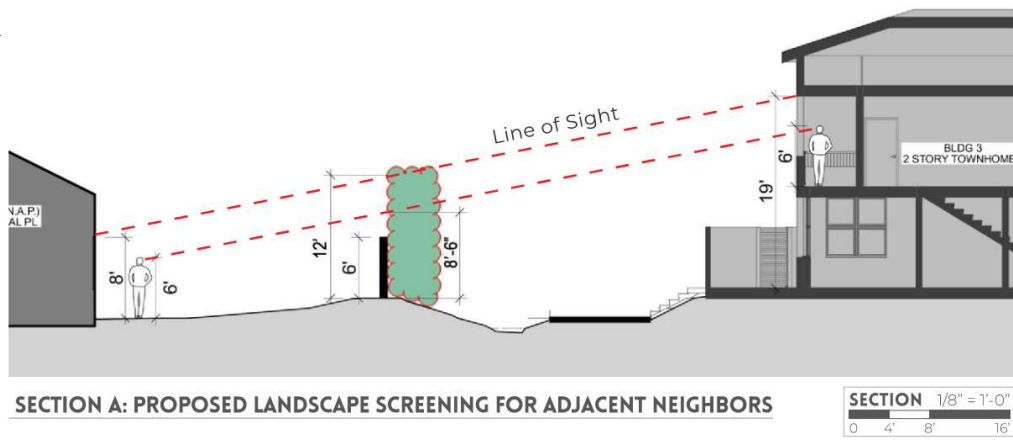 Line of Sight
BLDG 3
2 STORY TOWNHOME
6'
19'
N.A.P.)
AL PL
12'
8'-6"
6'
8'
6'
SECTION A: PROPOSED LANDSCAPE SCREENING FOR ADJACENT NEIGHBORS
SECTION 1/8" = 1'-0"
0 4' 8' 16'